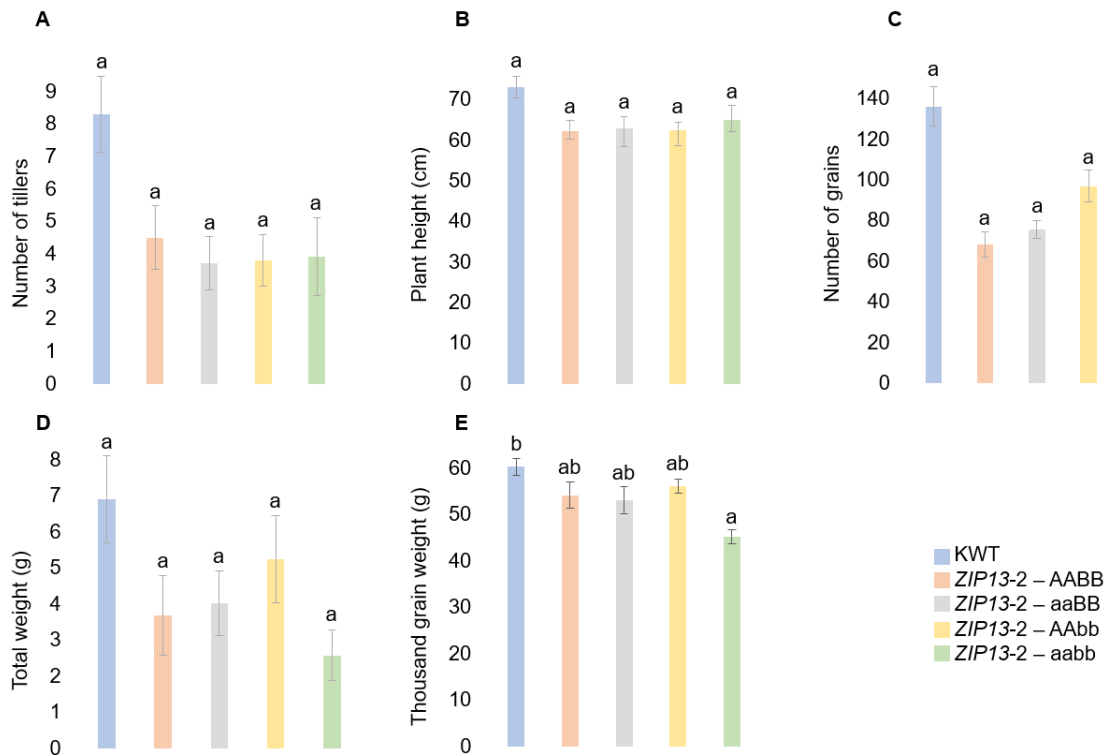 A
Number of tillers
9
8
7
6
5
4
3
2
1
0
a
a
a
a
a
B
Plant height (cm)
70
60
50
40
30
20
10
0
a
a
a
a
a
C
Number of grains
140
120
100
80
60
40
20
0
a
a
a
a
D
Total weight (g)
8
7
6
5
4
3
2
1
0
a
a
a
a
a
E
Thousand grain weight (g)
60
50
40
30
20
10
0
b
ab
ab
ab
a
KWT
ZIP13-2 – AABB
ZIP13-2 – aaBB
ZIP13-2 – AAbb
ZIP13-2 – aabb